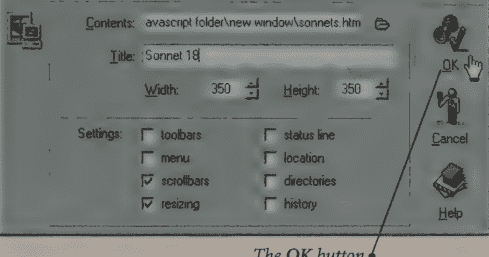 Contents: avascript folder\new window\sonnets.htm
Title: Sonnet 18
Width: 350 Height: 350
OK
Settings: toolbars status line
menu location
scrollbars directories
resizing history
Cancel
Help
The OK button